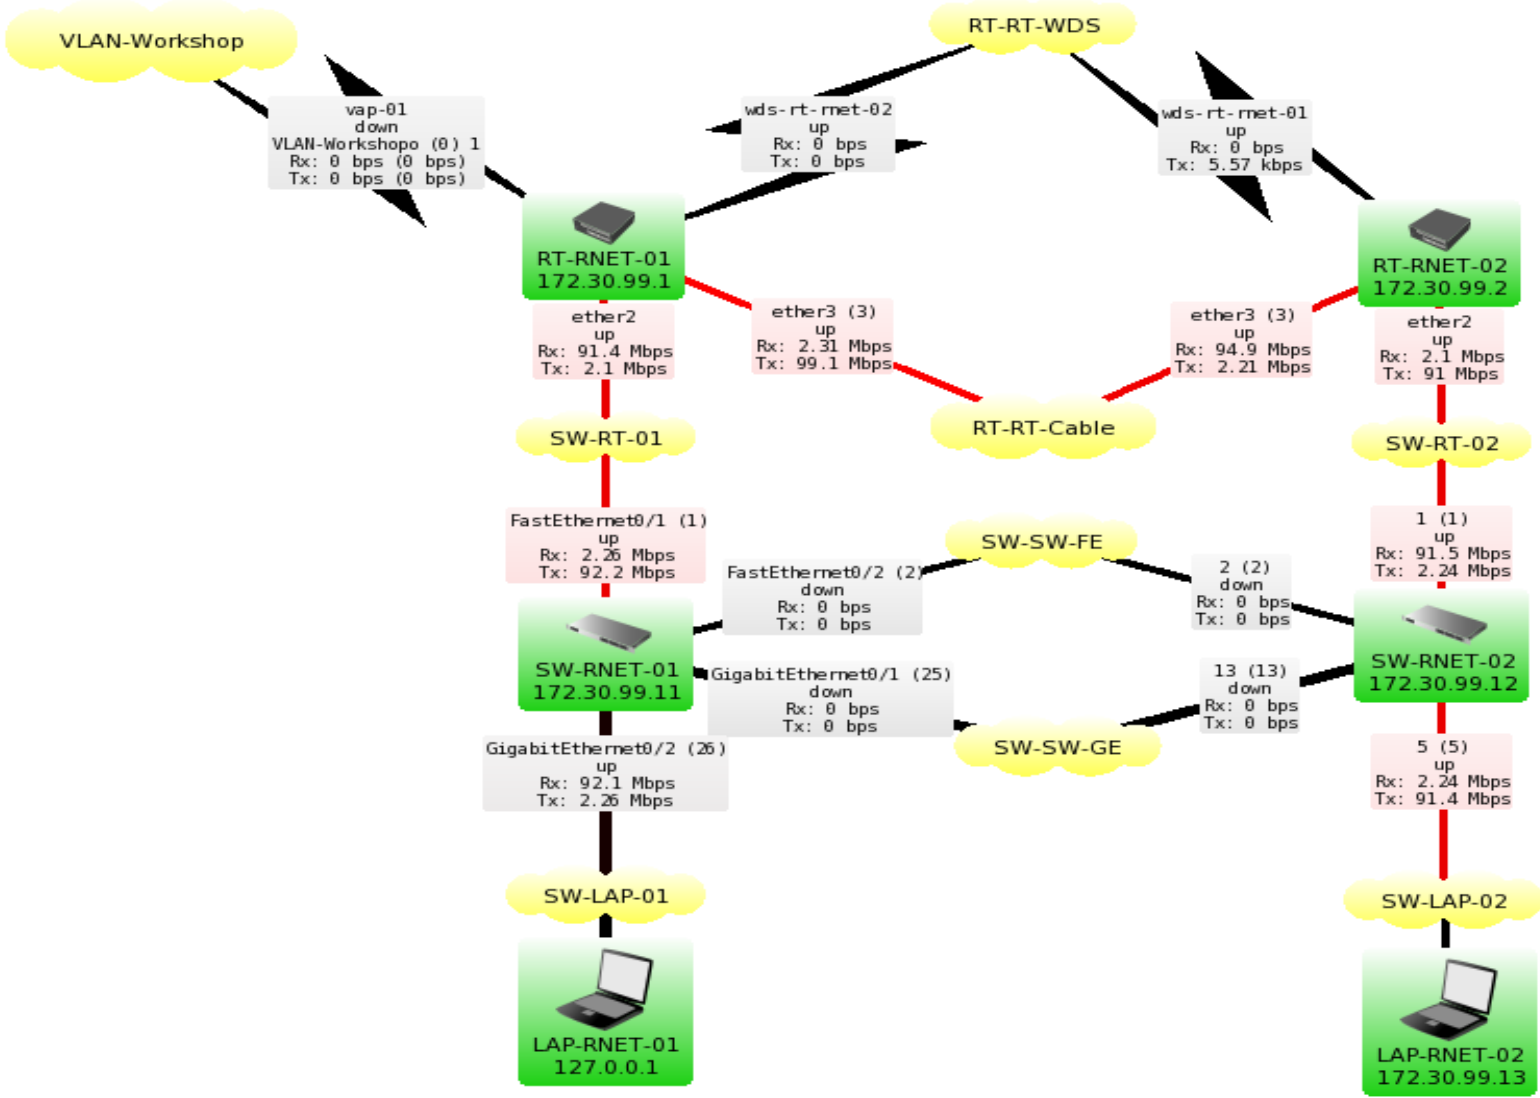 VLAN-Workshop
RT-RT-WDS
vap-01
down
VLAN-Workshopo (0) 1
Rx: 0 bps (0 bps)
Tx: 0 bps (0 bps)
wds-rt-rnet-02
up
Rx: 0 bps
Tx: 0 bps
wds-rt-rnet-01
up
Rx: 0 bps
Tx: 5.57 kbps
RT-RNET-01
172.30.99.1
RT-RNET-02
172.30.99.2
ether2
up
Rx: 91.4 Mbps
Tx: 2.1 Mbps
ether3 (3)
up
Rx: 2.31 Mbps
Tx: 99.1 Mbps
ether3 (3)
up
Rx: 94.9 Mbps
Tx: 2.21 Mbps
ether2
up
Rx: 2.1 Mbps
Tx: 91 Mbps
SW-RT-01
RT-RT-Cable
SW-RT-02
FastEthernet0/1 (1)
up
Rx: 2.26 Mbps
Tx: 92.2 Mbps
SW-SW-FE
1 (1)
up
Rx: 91.5 Mbps
Tx: 2.24 Mbps
FastEthernet0/2 (2)
down
Rx: 0 bps
Tx: 0 bps
2 (2)
down
Rx: 0 bps
Tx: 0 bps
SW-RNET-01
172.30.99.11
SW-RNET-02
172.30.99.12
GigabitEthernet0/1 (25)
down
Rx: 0 bps
Tx: 0 bps
13 (13)
down
Rx: 0 bps
Tx: 0 bps
SW-SW-GE
GigabitEthernet0/2 (26)
up
Rx: 92.1 Mbps
Tx: 2.26 Mbps
5 (5)
up
Rx: 2.24 Mbps
Tx: 91.4 Mbps
SW-LAP-01
SW-LAP-02
LAP-RNET-01
127.0.0.1
LAP-RNET-02
172.30.99.13